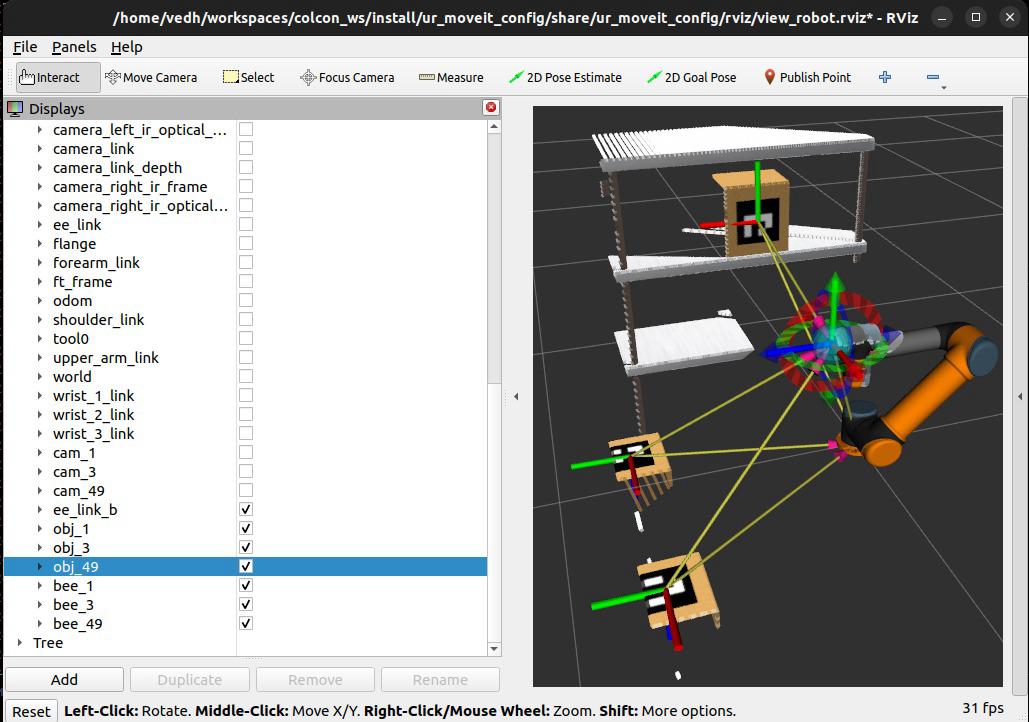 /home/vedh/workspaces/colcon_ws/install/ur_moveit_config/share/ur_moveit_config/rviz/view_robot.rviz* - RViz
File Panels Help
Interact Move Camera Select Focus Camera Measure 2D Pose Estimate 2D Goal Pose Publish Point
Displays
camera_left_ir_optical_...
camera_link
camera_link_depth
camera_right_ir_frame
camera_right_ir_optical...
ee_link
flange
forearm_link
ft_frame
odom
shoulder_link
tool0
upper_arm_link
world
wrist_1_link
wrist_2_link
wrist_3_link
cam_1
cam_3
cam_49
ee_link_b
obj_1
obj_3
obj_49
bee_1
bee_3
bee_49
Tree
Add Duplicate Remove Rename
Reset Left-Click: Rotate. Middle-Click: Move X/Y. Right-Click/Mouse Wheel: Zoom. Shift: More options. 31 fps